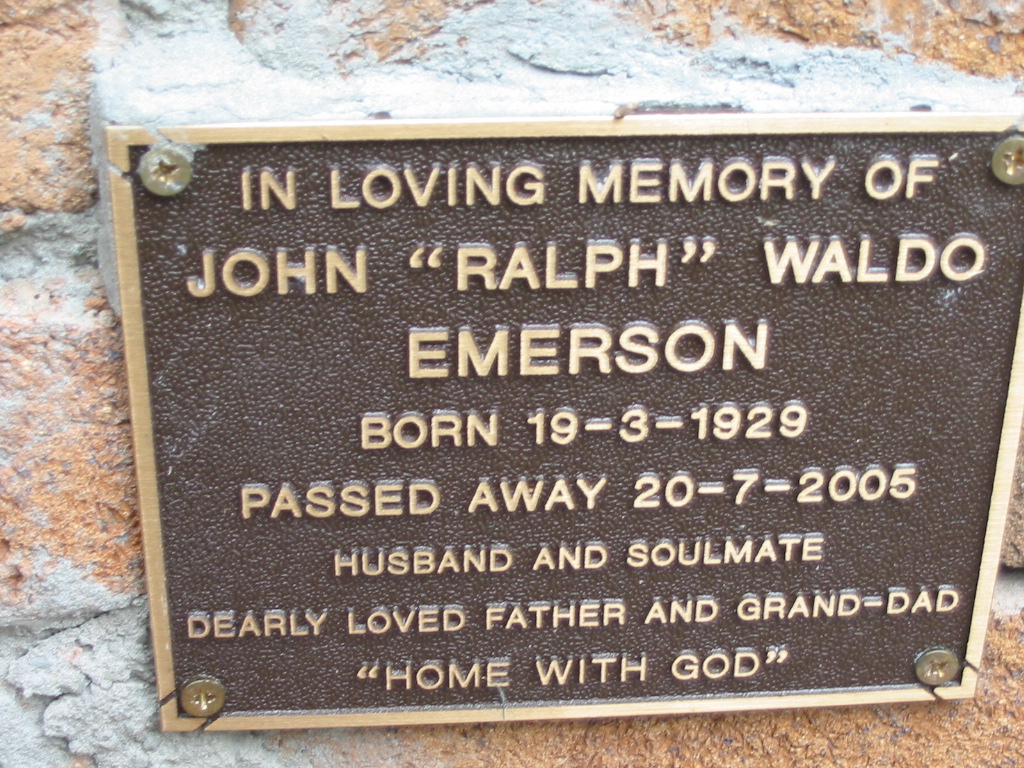 IN LOVING MEMORY OF
JOHN “RALPH” WALDO
EMERSON
BORN 19-3-1929
PASSED AWAY 20-7-2005
HUSBAND AND SOULMATE
DEARLY LOVED FATHER AND GRAND-DAD
“HOME WITH GOD”